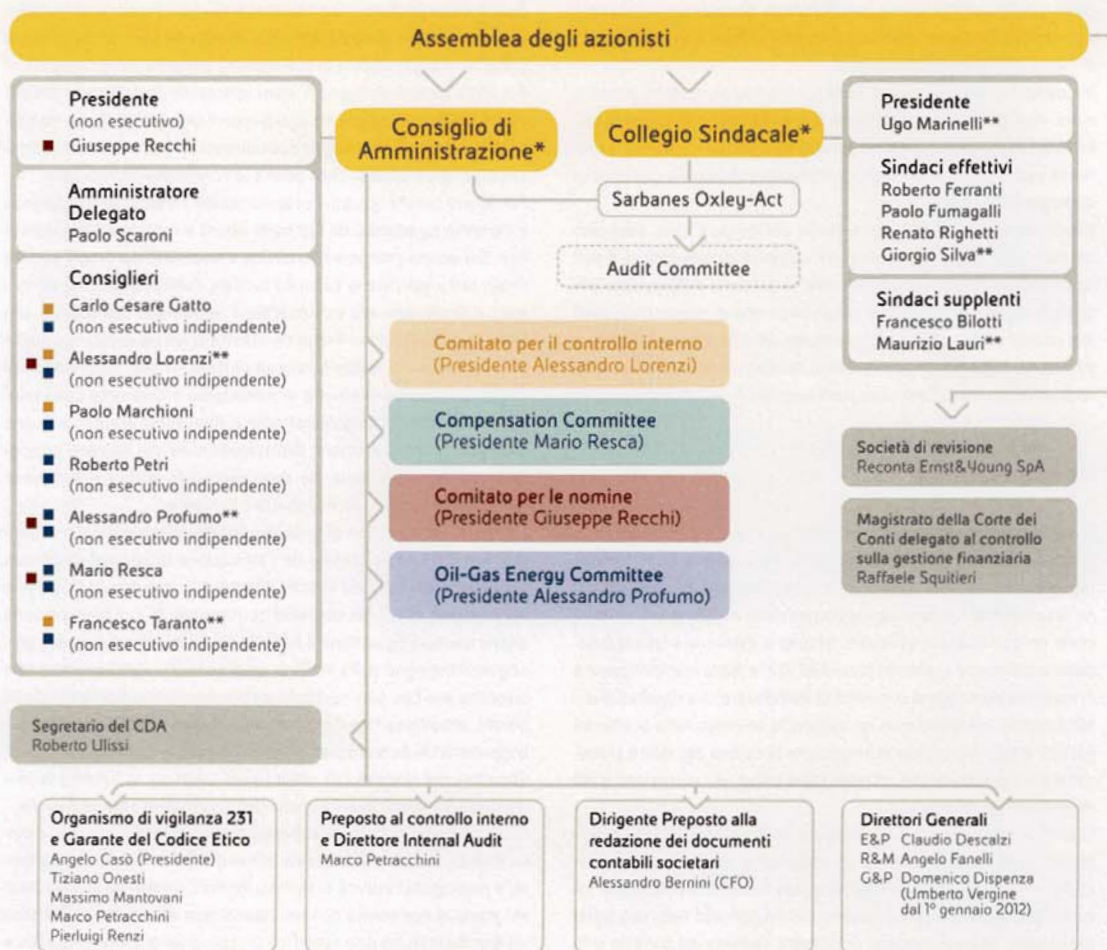 Assemblea degli azionisti
Presidente
(non esecutivo)
Giuseppe Recchi
Amministratore
Delegato
Paolo Scaroni
Consiglieri
Carlo Cesare Gatto
(non esecutivo indipendente)
Alessandro Lorenzi**
(non esecutivo indipendente)
Paolo Marchioni
(non esecutivo indipendente)
Roberto Petri
(non esecutivo indipendente)
Alessandro Profumo**
(non esecutivo indipendente)
Mario Resca
(non esecutivo indipendente)
Francesco Taranto**
(non esecutivo indipendente)
Consiglio di
Amministrazione*
Collegio Sindacale*
Sarbanes Oxley-Act
Audit Committee
Comitato per il controllo interno
(Presidente Alessandro Lorenzi)
Compensation Committee
(Presidente Mario Resca)
Comitato per le nomine
(Presidente Giuseppe Recchi)
Oil-Gas Energy Committee
(Presidente Alessandro Profumo)
Presidente
Ugo Marinelli**
Sindaci effettivi
Roberto Ferranti
Paolo Fumagalli
Renato Righetti
Giorgio Silva**
Sindaci supplenti
Francesco Bilotti
Maurizio Lauri**
Società di revisione
Reconta Ernst&Young SpA
Magistrato della Corte dei
Conti delegato al controllo
sulla gestione finanziaria
Raffaele Squitieri
Segretario del CDA
Roberto Ulissi
Organismo di vigilanza 231
e Garante del Codice Etico
Angelo Casò (Presidente)
Tiziano Onesti
Massimo Mantovani
Marco Petracchini
Pierluigi Renzi
Preposto al controllo interno
e Direttore Internal Audit
Marco Petracchini
Dirigente Preposto alla
redazione dei documenti
contabili societari
Alessandro Bernini (CFO)
Direttori Generali
E&P Claudio Descalzi
R&M Angelo Fanelli
G&P Domenico Dispenza
(Umberto Vergine
dal 1° gennaio 2012)